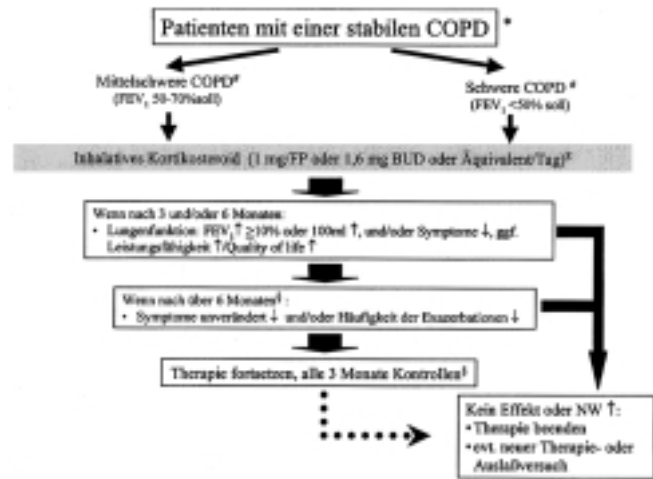 Patienten mit einer stabilen COPD *
Mittelschwere COPD#
(FEV1 50-70%soll)
Schwere COPD #
(FEV1 <50% soll)
Inhalatives Kortikosteroid (1 mg/FP oder 1,6 mg BUD oder Äquivalent/Tag)
Wenn nach 3 und/oder 6 Monaten:
• Lungenfunktion: FEV1↑ ≥10% oder 100ml ↑, und/oder Symptome ↓, ggf.
Leistungsfähigkeit ↑/Quality of life ↑
Wenn nach über 6 Monaten§ :
• Symptome unverändert ↓ und/oder Häufigkeit der Exazerbationen ↓
Therapie fortsetzen, alle 3 Monate Kontrollen§
Kein Effekt oder NW ↑:
• Therapie beenden
• evt. neuer Therapie- oder
Auslaßversuch